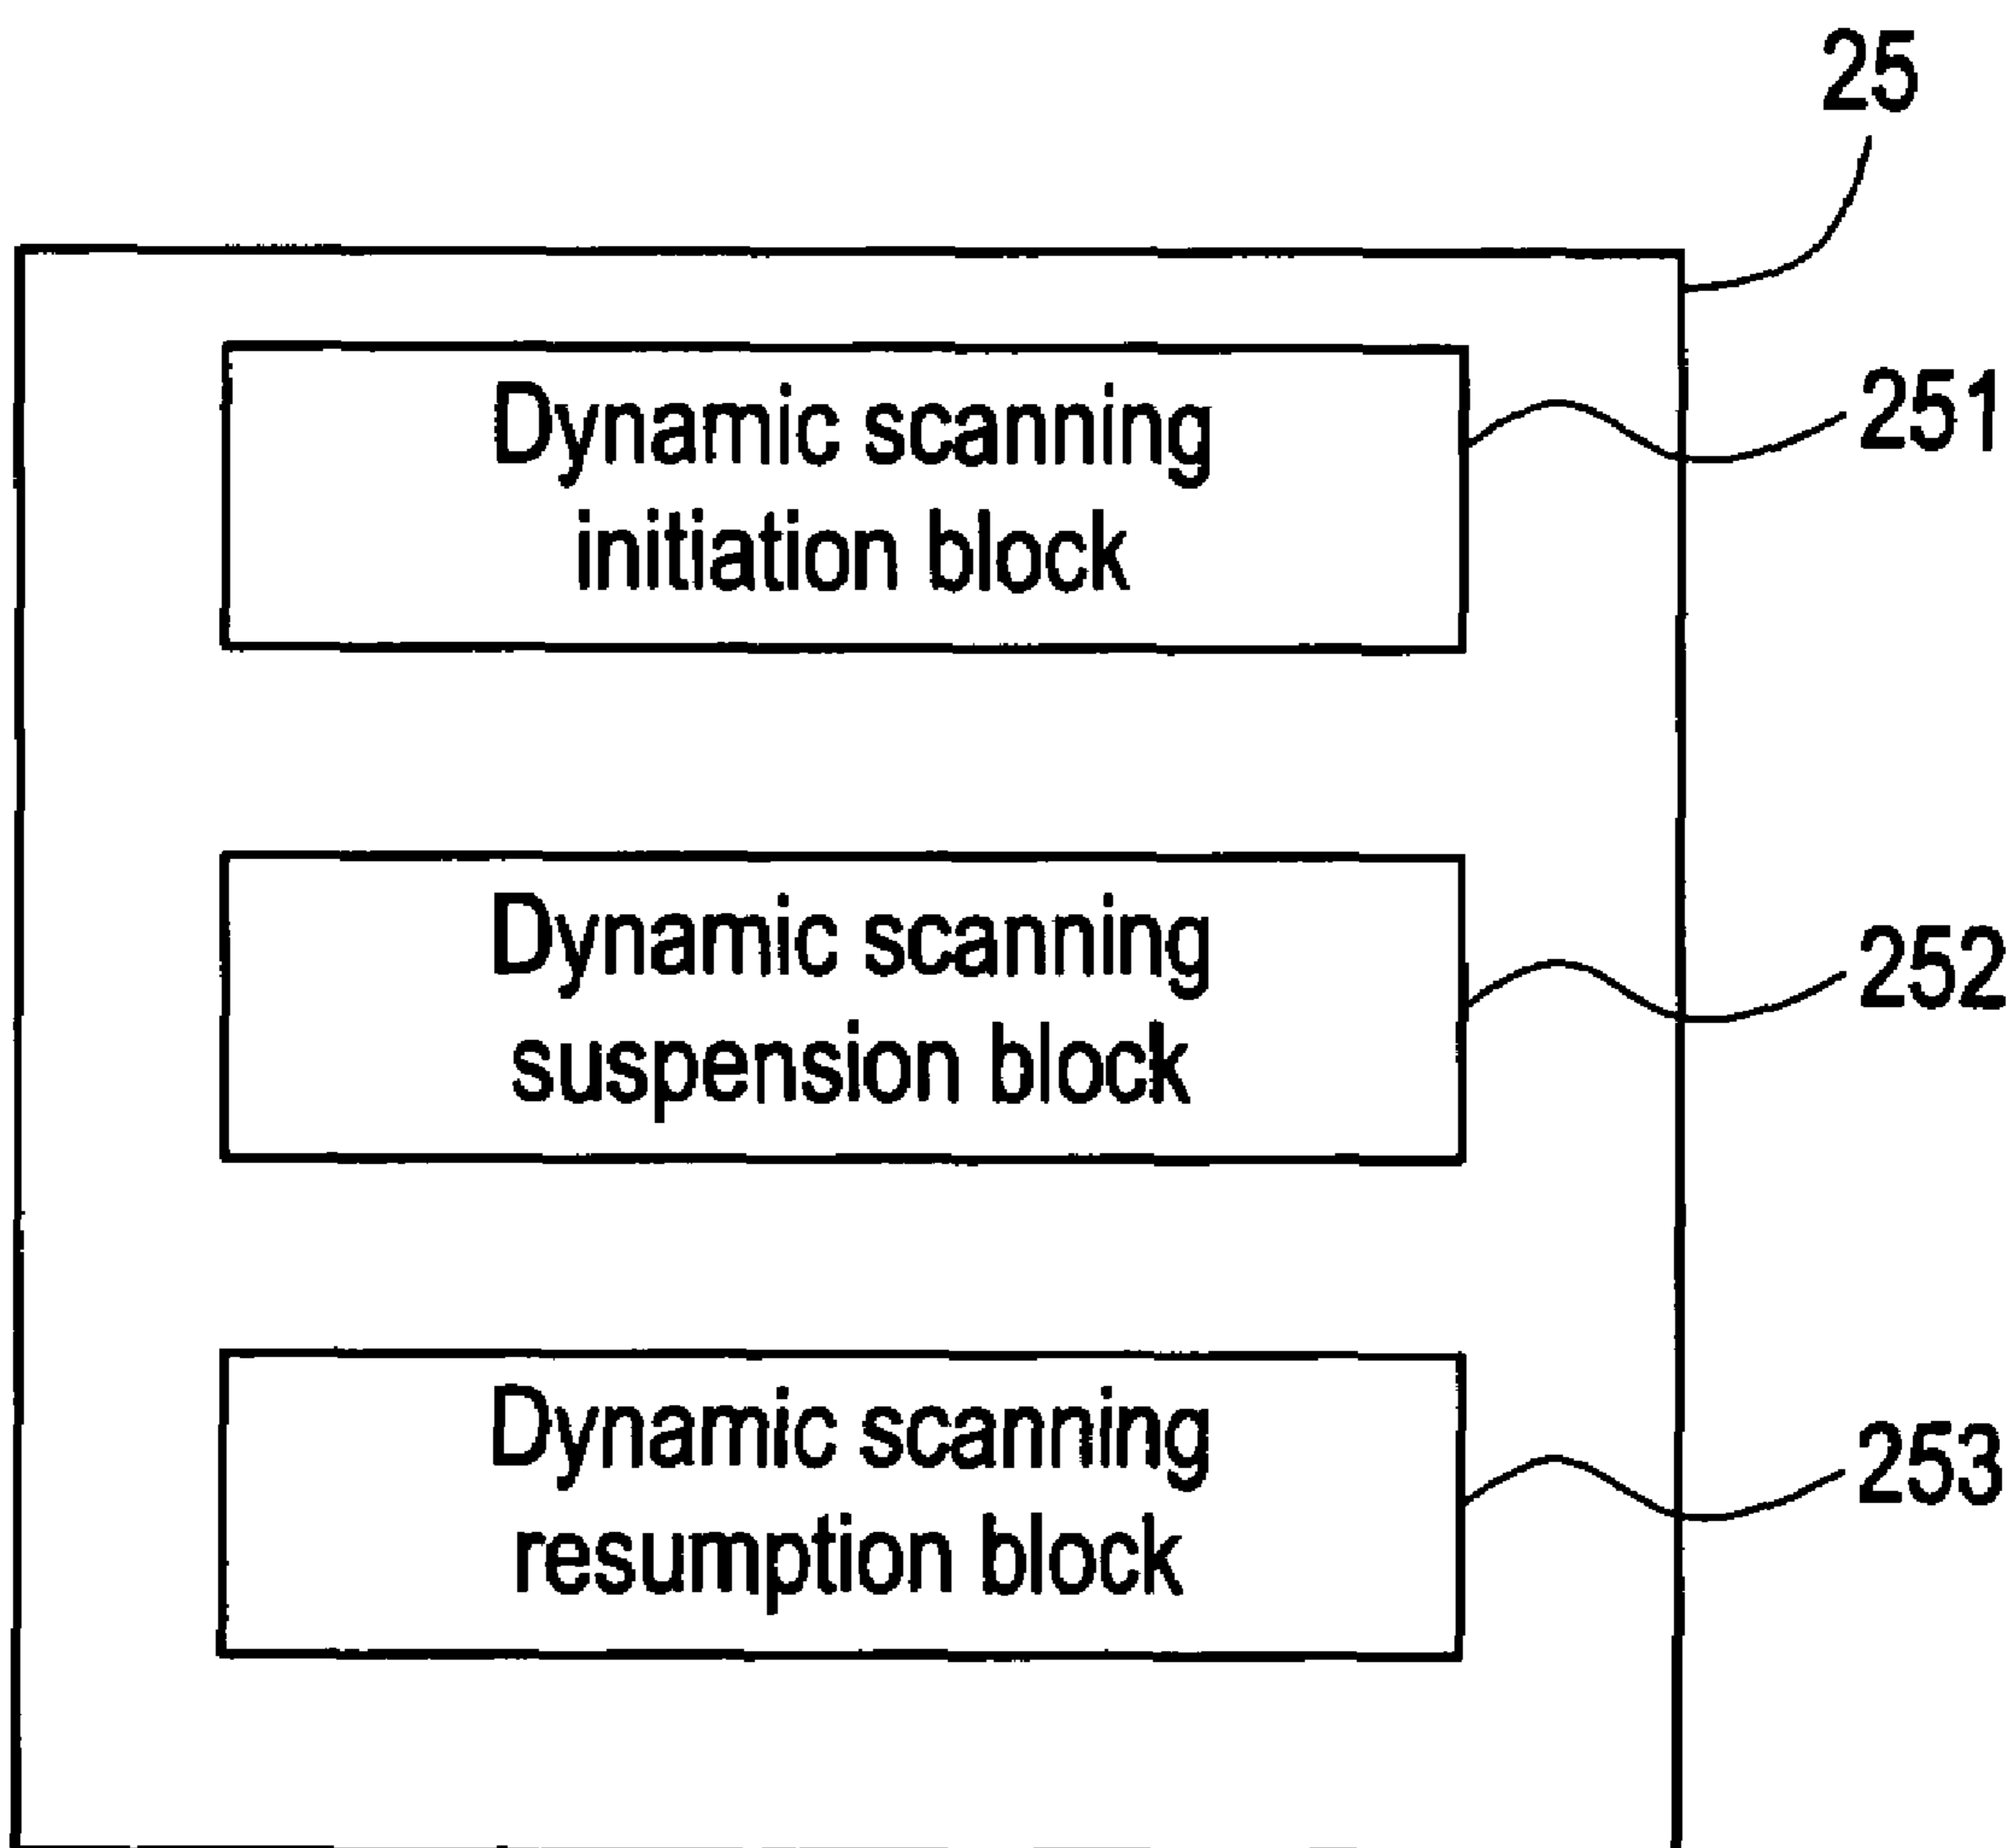 25
Dynamic scanning
initiation block
251
Dynamic scanning
suspension block
252
Dynamic scanning
resumption block
253